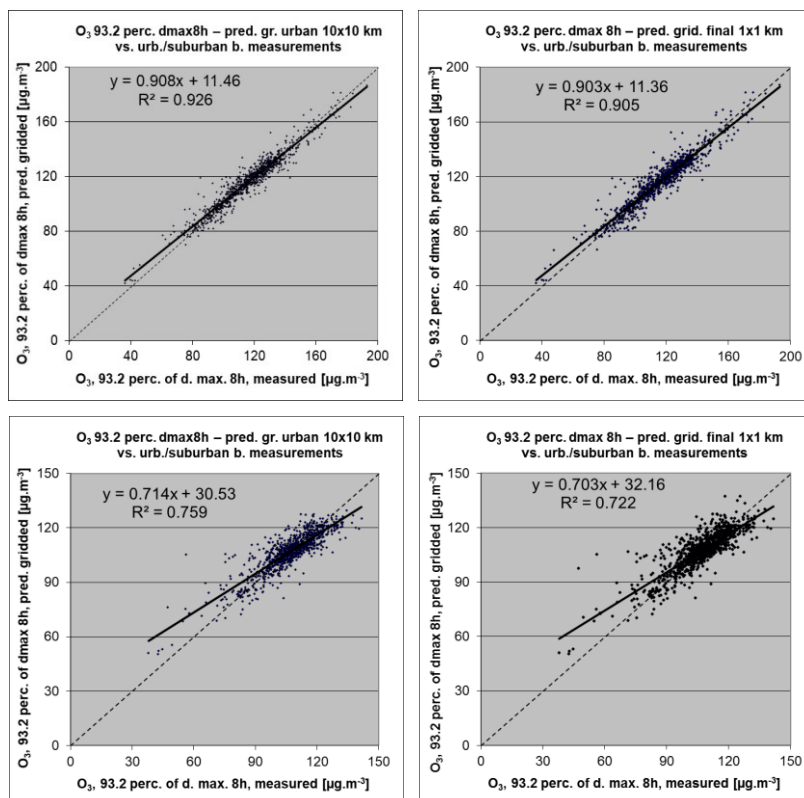 O₃ 93.2 perc. dmax8h – pred. gr. urban 10x10 km
vs. urb./suburban b. measurements
y = 0.908x + 11.46
R² = 0.926
O₃, 93.2 perc. of dmax 8h, pred. gridded [µg.m⁻³]
200
160
120
80
40
0
0 40 80 120 160 200
O₃, 93.2 perc. of d. max. 8h, measured [µg.m⁻³]
O₃ 93.2 perc. dmax 8h – pred. grid. final 1x1 km
vs. urb./suburban b. measurements
y = 0.903x + 11.36
R² = 0.905
O₃, 93.2 perc. of dmax 8h, pred. gridded [µg.m⁻³]
200
160
120
80
40
0
0 40 80 120 160 200
O₃, 93.2 perc. of d. max. 8h, measured [µg.m⁻³]
O₃ 93.2 perc. dmax8h – pred. gr. urban 10x10 km
vs. urb./suburban b. measurements
y = 0.714x + 30.53
R² = 0.759
O₃, 93.2 perc. of dmax 8h, pred. gridded [µg.m⁻³]
150
120
90
60
30
0
0 30 60 90 120 150
O₃, 93.2 perc. of d. max. 8h, measured [µg.m⁻³]
O₃ 93.2 perc. dmax 8h – pred. grid. final 1x1 km
vs. urb./suburban b. measurements
y = 0.703x + 32.16
R² = 0.722
O₃, 93.2 perc. of dmax 8h, pred. gridded [µg.m⁻³]
150
120
90
60
30
0
0 30 60 90 120 150
O₃, 93.2 perc. of d. max. 8h, measured [µg.m⁻³]